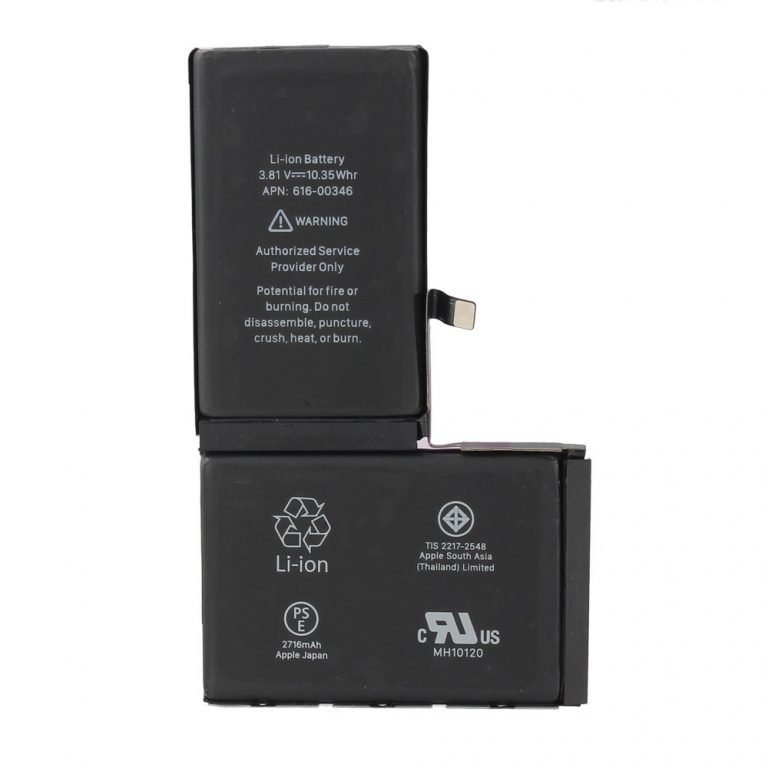 Li-ion Battery
3.81 V⎓10.35Whr
APN: 616-00346
WARNING
Authorized Service
Provider Only
Potential for fire or
burning. Do not
disassemble, puncture,
crush, heat, or burn.
Li-ion
TIS 2217-2548
Apple South Asia
(Thailand) Limited
PS
E
2716mAh
Apple Japan
c RU US
MH10120